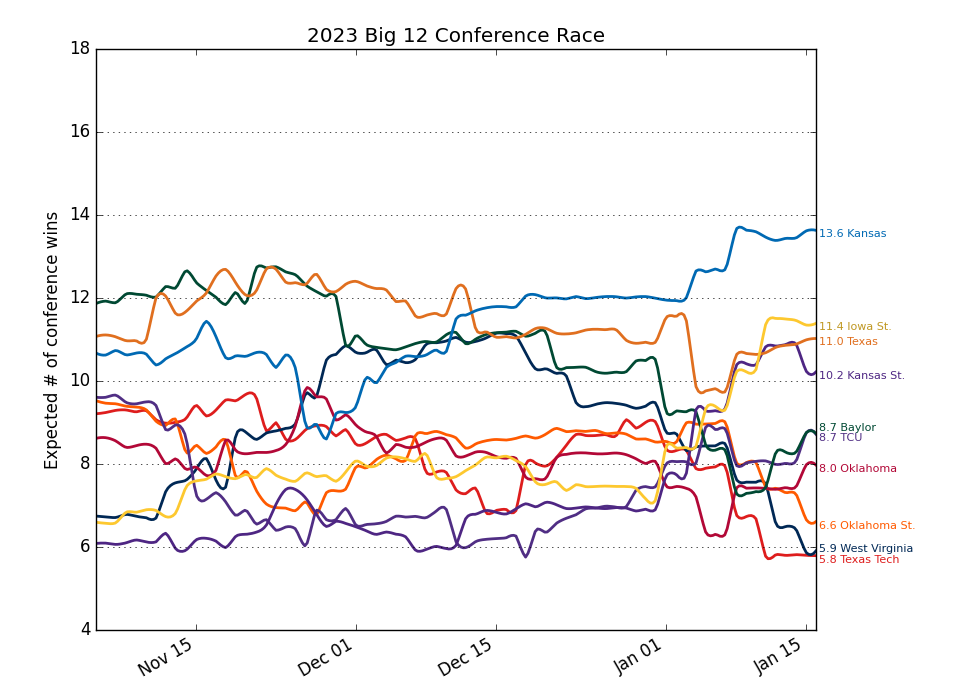 2023 Big 12 Conference Race
Expected # of conference wins
18
16
14
12
10
8
6
4
Nov 15
Dec 01
Dec 15
Jan 01
Jan 15
13.6 Kansas
11.4 Iowa St.
11.0 Texas
10.2 Kansas St.
8.7 Baylor
8.7 TCU
8.0 Oklahoma
6.6 Oklahoma St.
5.9 West Virginia
5.8 Texas Tech